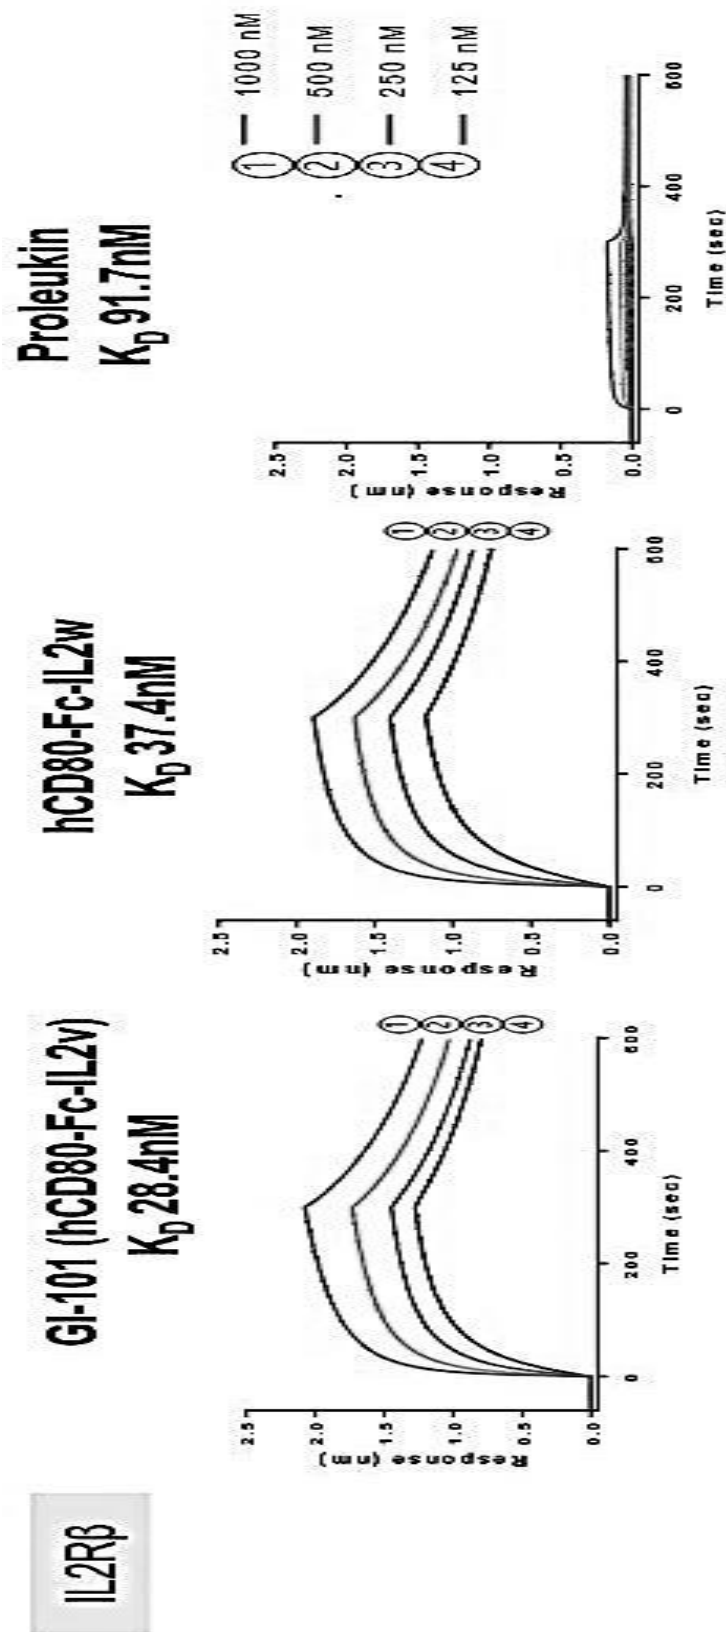 IL2Rβ
GI-101 (hCD80-Fc-IL2v)
K_D 28.4nM
Response (nm)
2.5
2.0
1.5
1.0
0.5
0.0
0 200 400 600
Time (sec)
① ② ③ ④
hCD80-Fc-IL2w
K_D 37.4nM
Response (nm)
2.5
2.0
1.5
1.0
0.5
0.0
0 200 400 600
Time (sec)
① ② ③ ④
Proleukin
K_D 91.7nM
Response (nm)
2.5
2.0
1.5
1.0
0.5
0.0
0 200 400 600
Time (sec)
① 1000 nM
② 500 nM
③ 250 nM
④ 125 nM